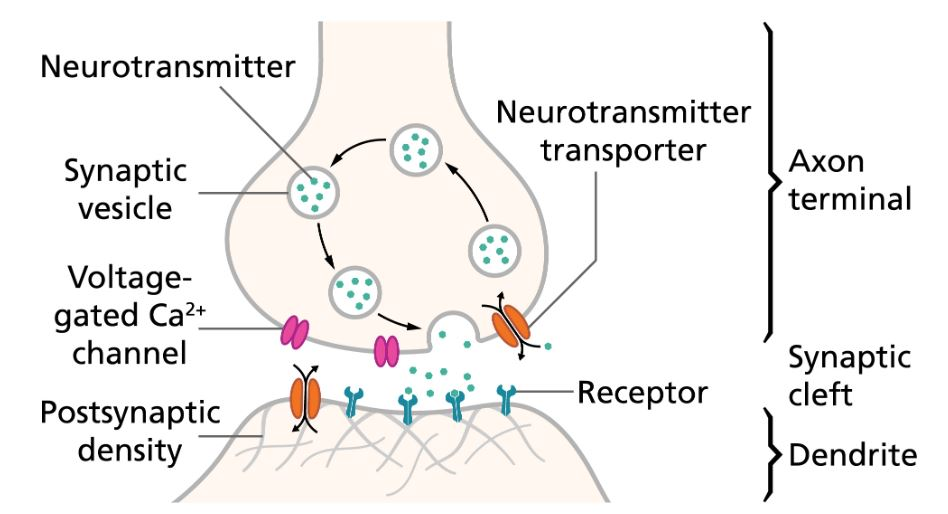 Neurotransmitter
Synaptic
vesicle
Voltage-
gated Ca²⁺
channel
Postsynaptic
density
Neurotransmitter
transporter
Receptor
Axon
terminal
Synaptic
cleft
Dendrite